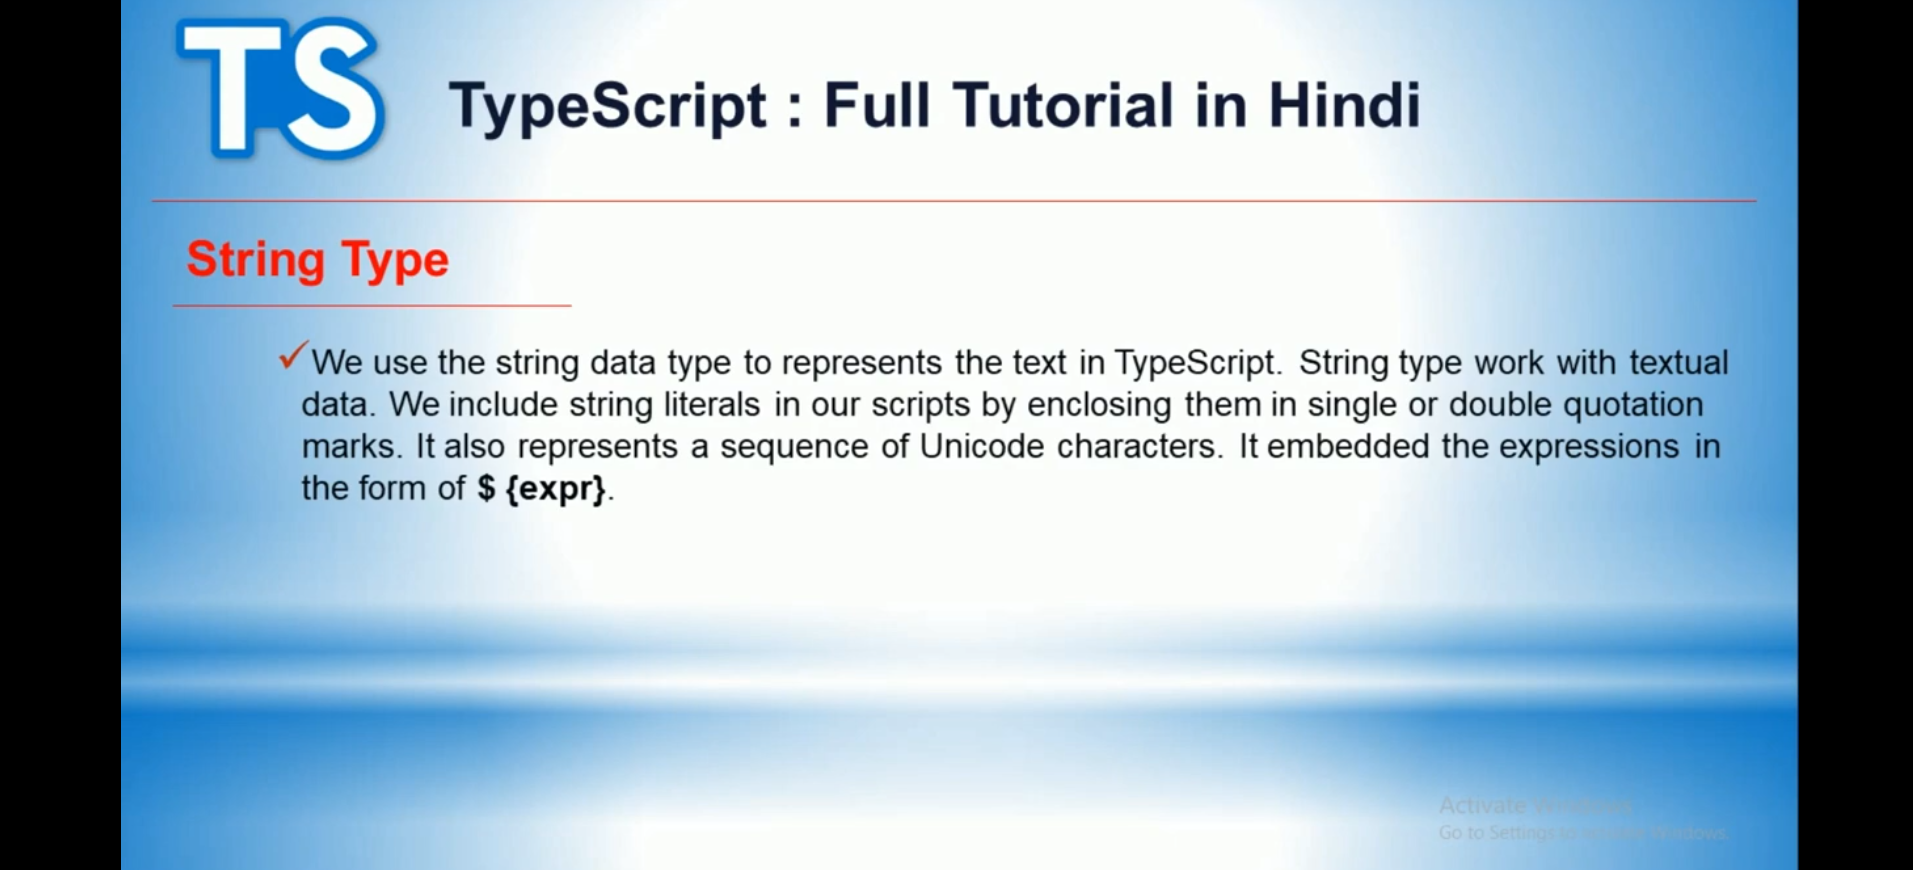 TS
TypeScript : Full Tutorial in Hindi
String Type
✓We use the string data type to represents the text in TypeScript. String type work with textual
data. We include string literals in our scripts by enclosing them in single or double quotation
marks. It also represents a sequence of Unicode characters. It embedded the expressions in
the form of $ {expr}.
Activate Windows
Go to Settings to activate Windows.